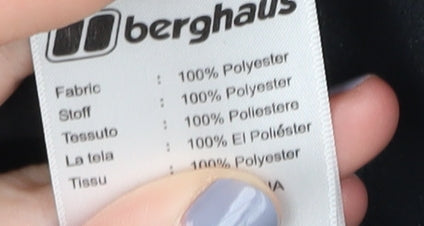 berghaus
Fabric : 100% Polyester
Stoff : 100% Polyester
Tessuto : 100% Poliestere
La tela : 100% El Poliéster
Tissu : 100% Polyester